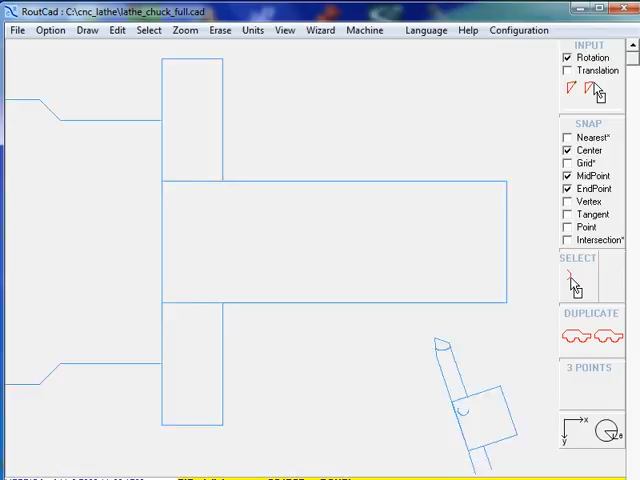 RoutCad : C:\cnc_lathe\lathe_chuck_full.cad
File Option Draw Edit Select Zoom Erase Units View Wizard Machine Language Help Configuration
INPUT
Rotation
Translation
SNAP
Nearest*
Center
Grid*
MidPoint
EndPoint
Vertex
Tangent
Point
Intersection*
SELECT
DUPLICATE
3 POINTS
x
y